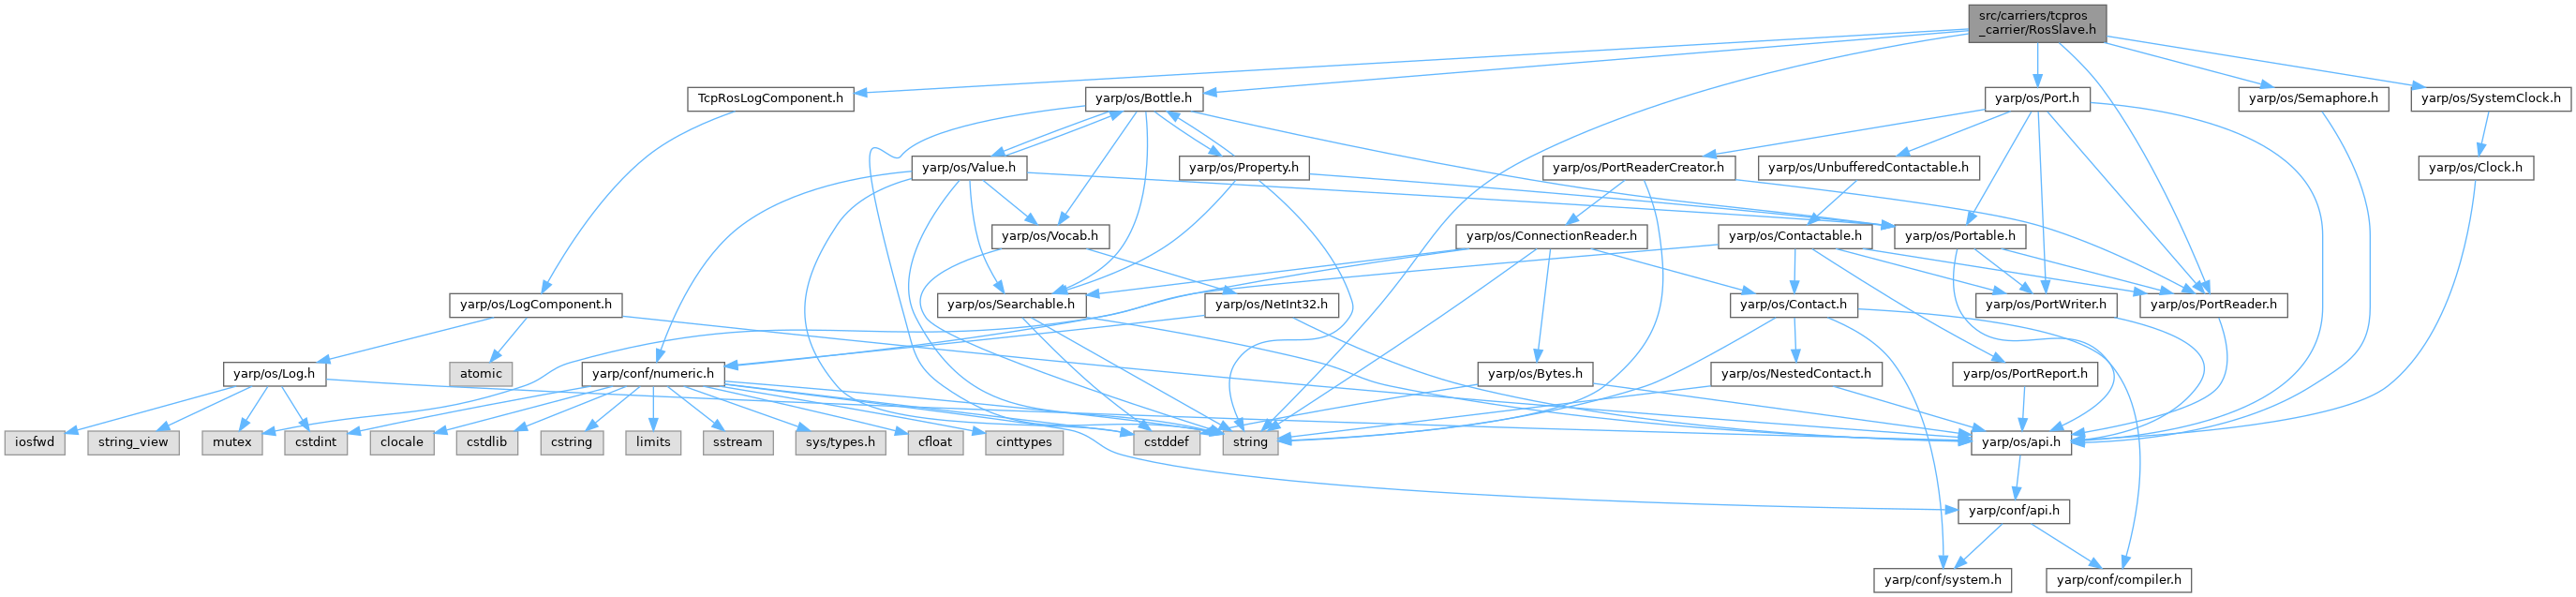 src/carriers/tcpros
_carrier/RosSlave.h
TcpRosLogComponent.h
yarp/os/Bottle.h
yarp/os/Port.h
yarp/os/Semaphore.h
yarp/os/SystemClock.h
yarp/os/Value.h
yarp/os/Property.h
yarp/os/PortReaderCreator.h
yarp/os/UnbufferedContactable.h
yarp/os/Clock.h
yarp/os/Vocab.h
yarp/os/ConnectionReader.h
yarp/os/Contactable.h
yarp/os/Portable.h
yarp/os/LogComponent.h
yarp/os/Searchable.h
yarp/os/NetInt32.h
yarp/os/Contact.h
yarp/os/PortWriter.h
yarp/os/PortReader.h
yarp/os/Log.h
atomic
yarp/conf/numeric.h
yarp/os/Bytes.h
yarp/os/NestedContact.h
yarp/os/PortReport.h
iosfwd
string_view
mutex
cstdint
clocale
cstdlib
cstring
limits
sstream
sys/types.h
cfloat
cinttypes
cstddef
string
yarp/os/api.h
yarp/conf/api.h
yarp/conf/system.h
yarp/conf/compiler.h